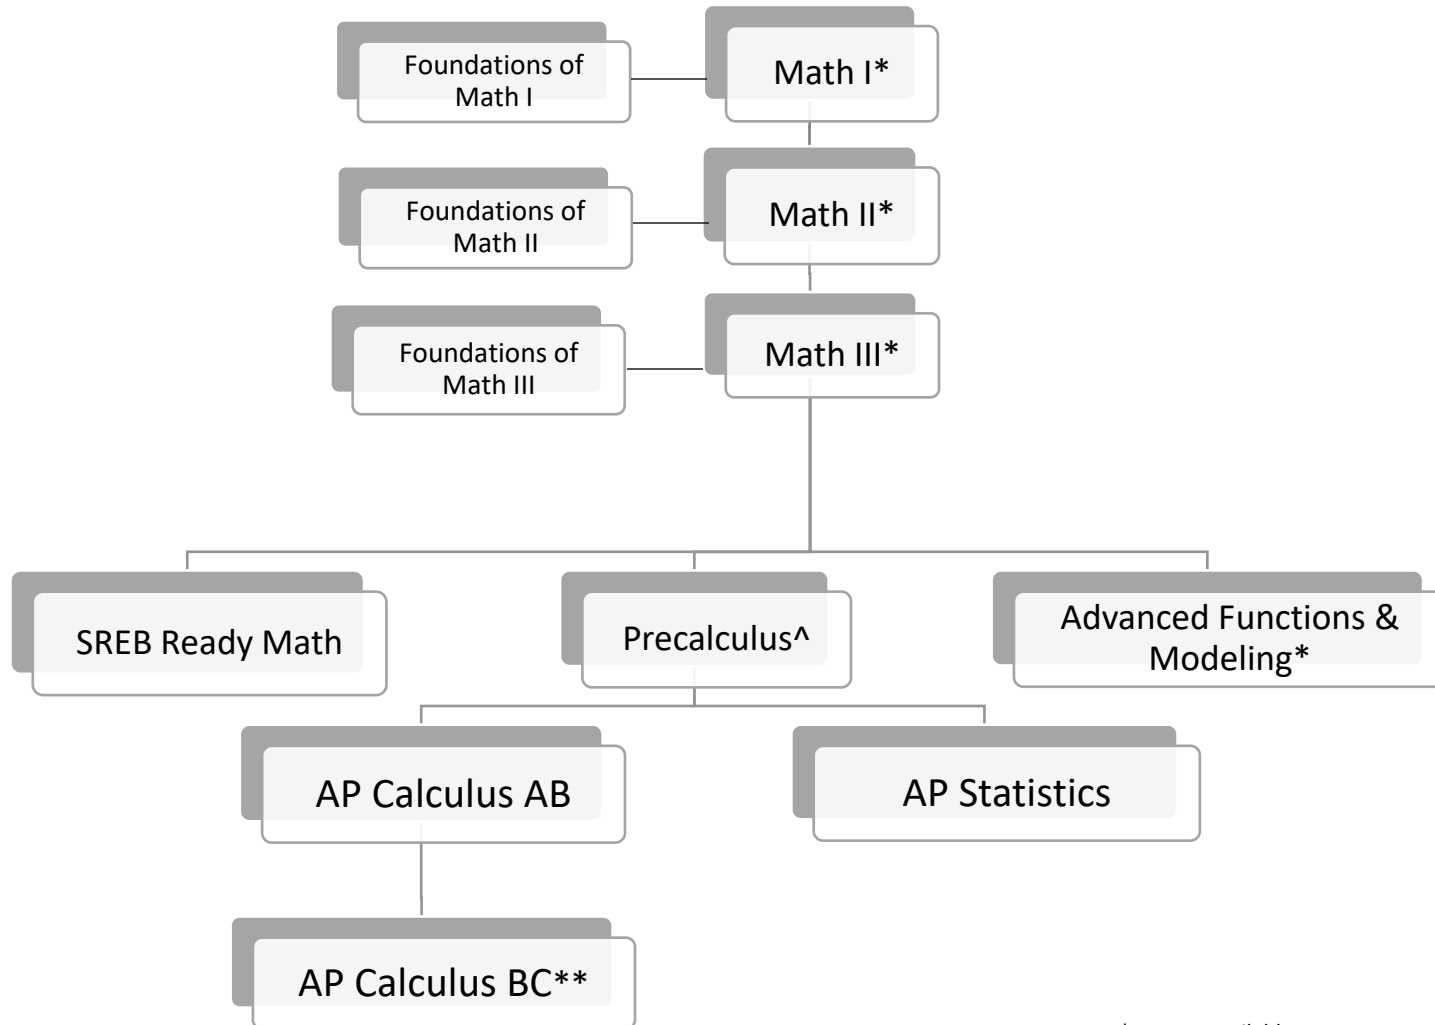 Foundations of
Math I
Math I*
Foundations of
Math II
Math II*
Foundations of
Math III
Math III*
SREB Ready Math
Precalculus^
Advanced Functions &
Modeling*
AP Calculus AB
AP Statistics
AP Calculus BC**